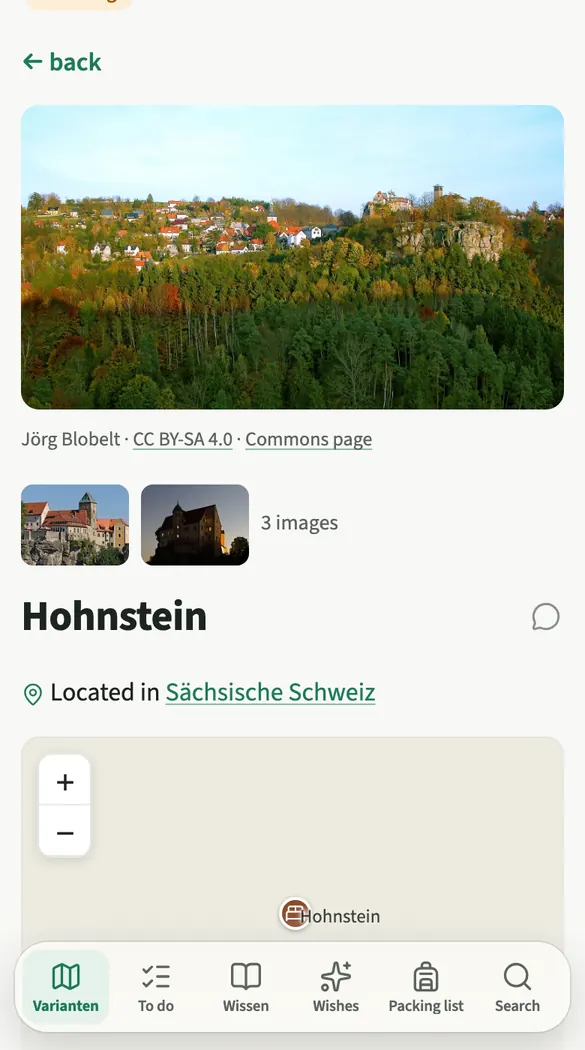 ← back
Jörg Blobelt · CC BY-SA 4.0 · Commons page
3 images
Hohnstein
Located in Sächsische Schweiz
+
−
Hohnstein
Varianten
To do
Wissen
Wishes
Packing list
Search